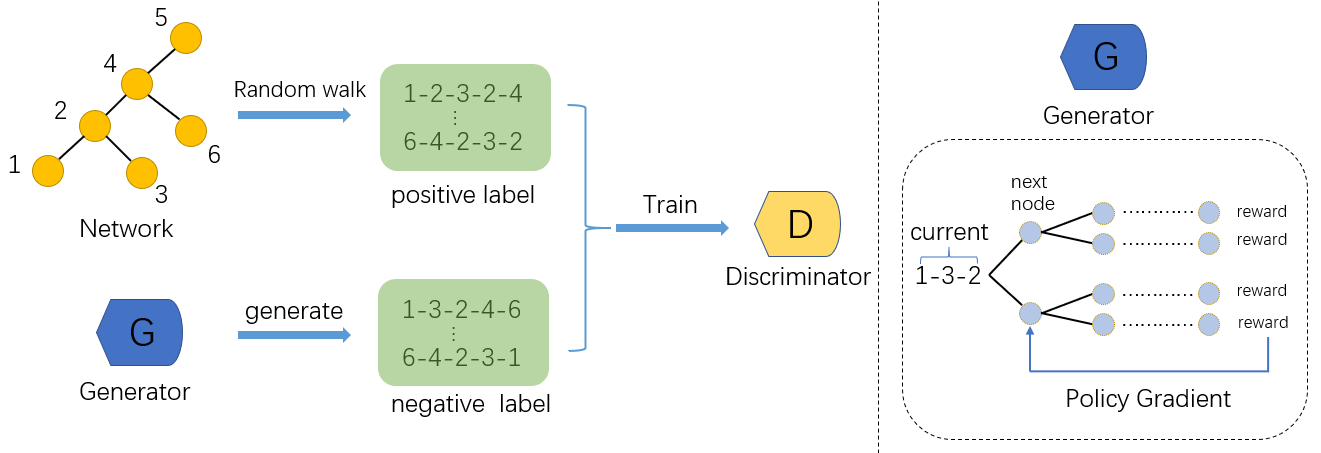 5
4
2
1
6
3
Network
Random walk
1-2-3-2-4
⋮
6-4-2-3-2
positive label
G
Generator
generate
1-3-2-4-6
⋮
6-4-2-3-1
negative label
Train
D
Discriminator
G
Generator
current
1-3-2
next
node
reward
reward
reward
reward
Policy Gradient